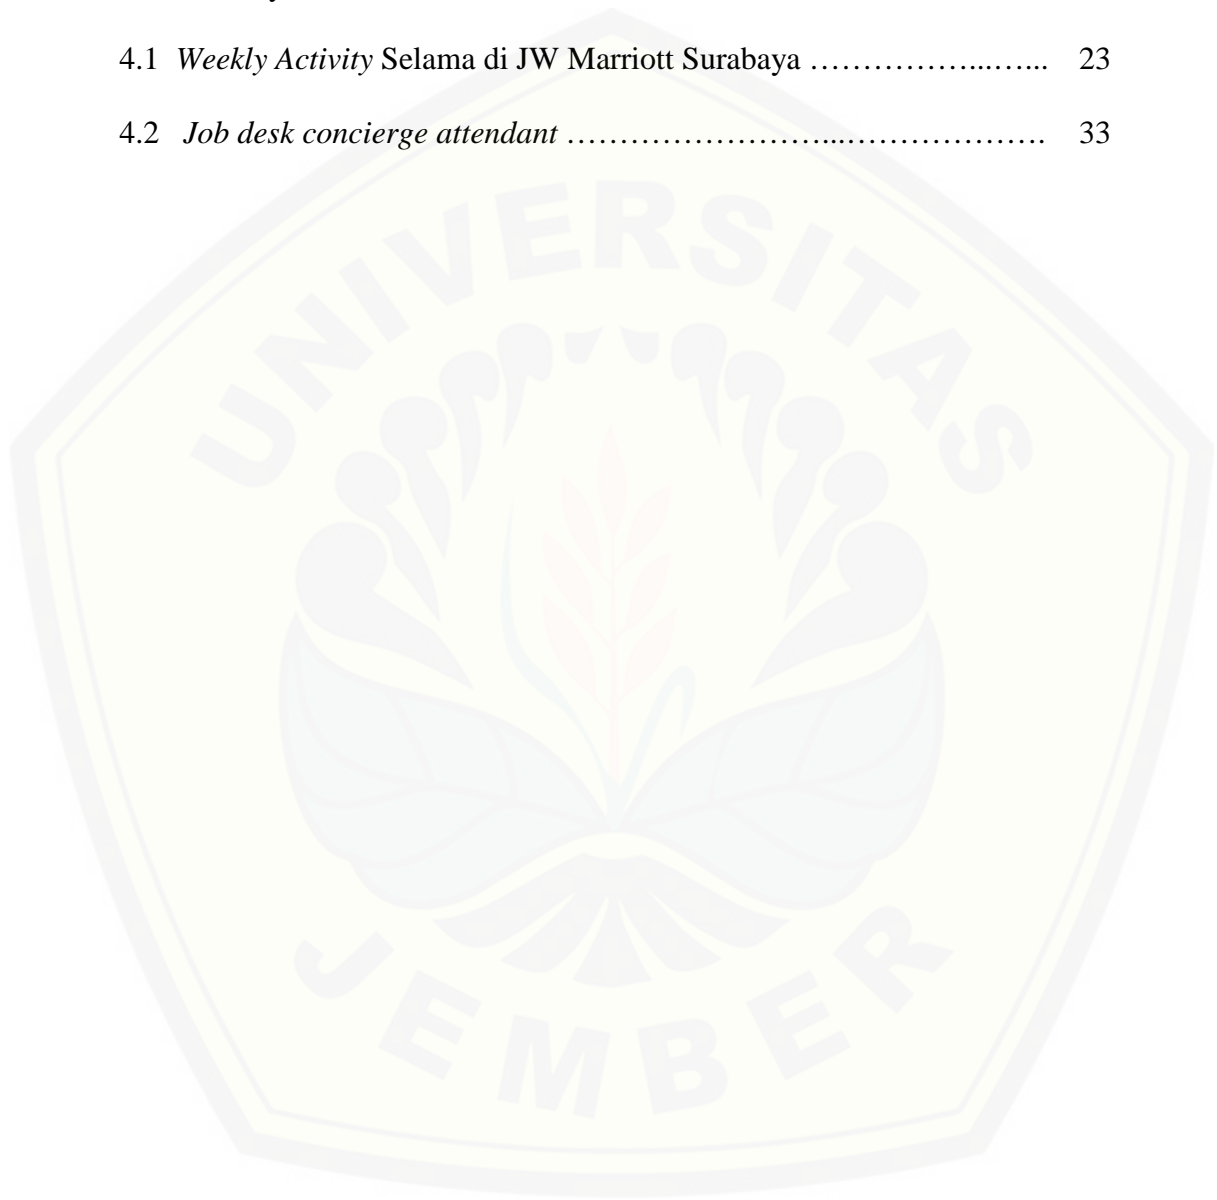 4.1 Weekly Activity Selama di JW Marriott Surabaya ……………...…... 23
4.2 Job desk concierge attendant ……………………...………………. 33
UNIVERSITAS
JEMBER